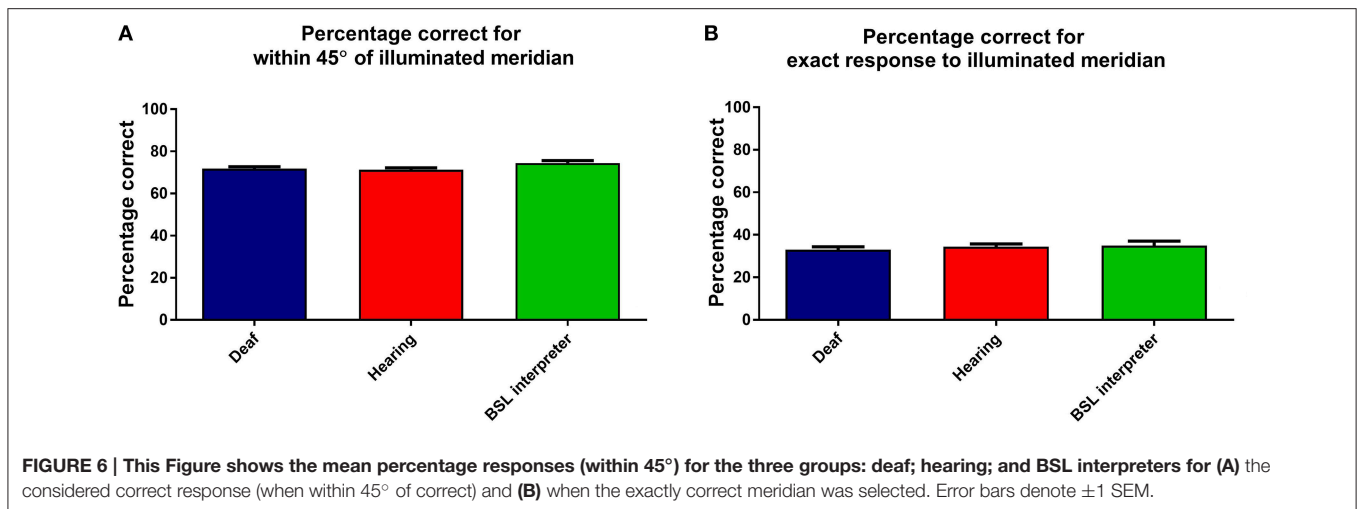 A
Percentage correct for
within 45° of illuminated meridian
Percentage correct
100
80
60
40
20
0
Deaf
Hearing
BSL interpreter
B
Percentage correct for
exact response to illuminated meridian
Percentage correct
100
80
60
40
20
0
Deaf
Hearing
BSL interpreter
FIGURE 6 | This Figure shows the mean percentage responses (within 45°) for the three groups: deaf; hearing; and BSL interpreters for (A) the
considered correct response (when within 45° of correct) and (B) when the exactly correct meridian was selected. Error bars denote ±1 SEM.